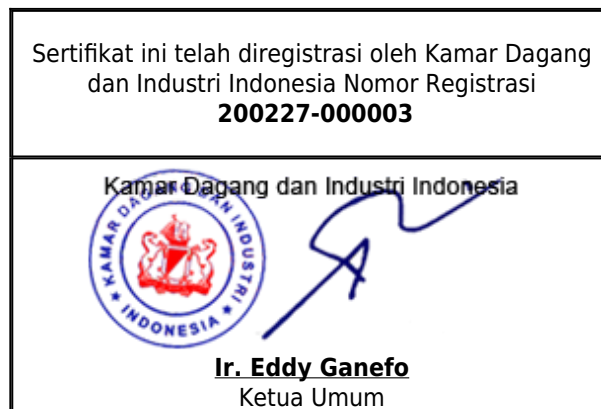 Sertifikat ini telah diregistrasi oleh Kamar Dagang
dan Industri Indonesia Nomor Registrasi
200227-000003
Kamar Dagang dan Industri Indonesia
KAMAR DAGANG DAN INDUSTRI
INDONESIA
Ir. Eddy Ganefo
Ketua Umum